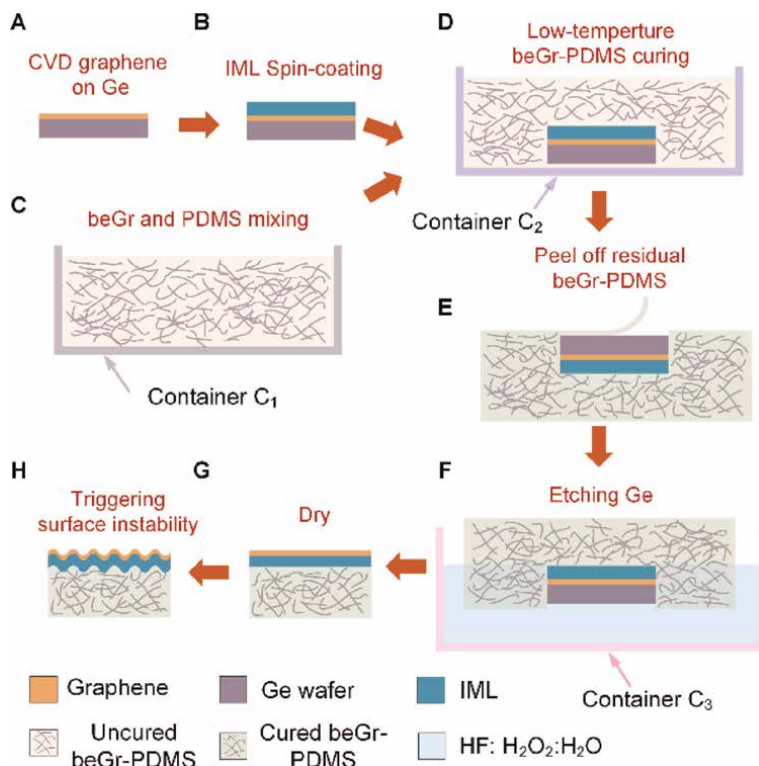 A
CVD graphene
on Ge
B
IML Spin-coating
C
beGr and PDMS mixing
Container C₁
D
Low-temperture
beGr-PDMS curing
Container C₂
Peel off residual
beGr-PDMS
E
F
Etching Ge
Container C₃
G
Dry
H
Triggering
surface instability
Graphene
Ge wafer
IML
Uncured
beGr-PDMS
Cured beGr-
PDMS
HF: H₂O₂:H₂O